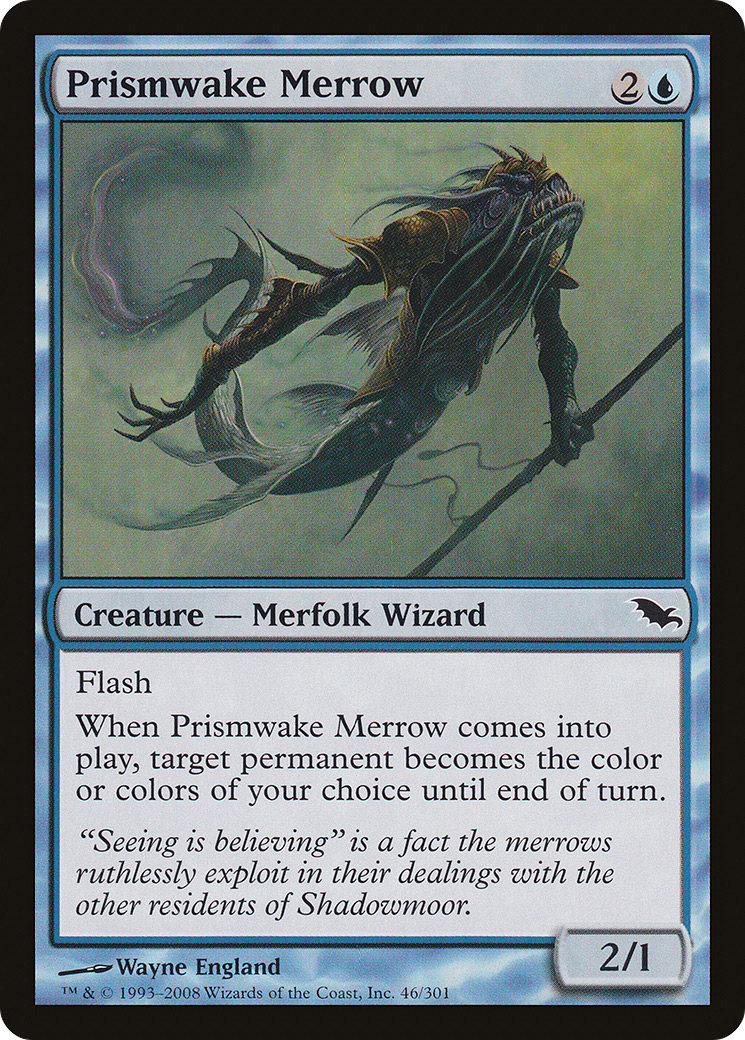 Prismwake Merrow
2
Creature — Merfolk Wizard
Flash
When Prismwake Merrow comes into
play, target permanent becomes the color
or colors of your choice until end of turn.
“Seeing is believing” is a fact the merrows
ruthlessly exploit in their dealings with the
other residents of Shadowmoor.
2/1
Wayne England
™ & © 1993–2008 Wizards of the Coast, Inc. 46/301